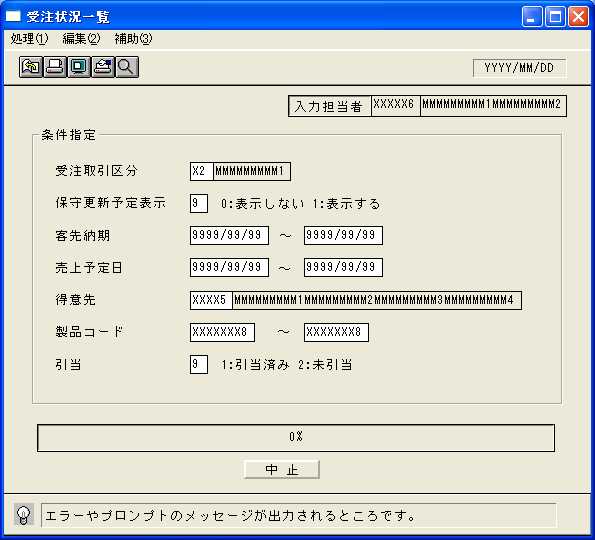 受注状況一覧
処理(1) 編集(2) 補助(3)
YYYY/MM/DD
入力担当者 XXXXX6 MMMMMMMMM1MMMMMMMMM2
条件指定
受注取引区分 X2 MMMMMMMMM1
保守更新予定表示 9 0:表示しない 1:表示する
客先納期 9999/99/99 ～ 9999/99/99
売上予定日 9999/99/99 ～ 9999/99/99
得意先 XXXX5 MMMMMMMMM1MMMMMMMMM2MMMMMMMMM3MMMMMMMMM4
製品コード XXXXXXX8 ～ XXXXXXX8
引当 9 1:引当済み 2:未引当
0%
中 止
エラーやプロンプトのメッセージが出力されるところです。